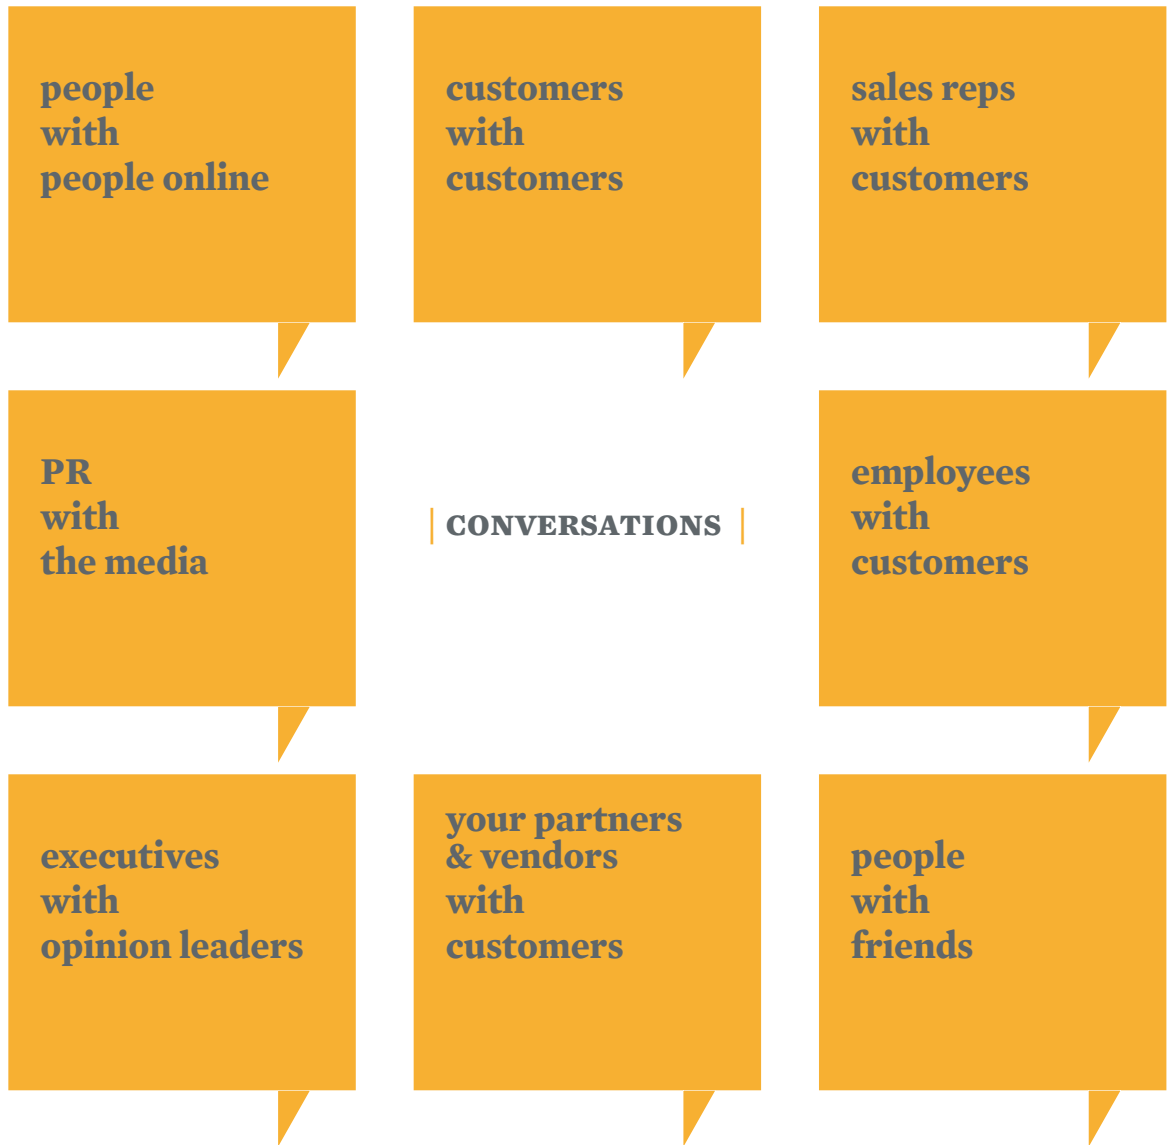 people
with
people online
customers
with
customers
sales reps
with
customers
PR
with
the media
| CONVERSATIONS |
employees
with
customers
executives
with
opinion leaders
your partners
& vendors
with
customers
people
with
friends